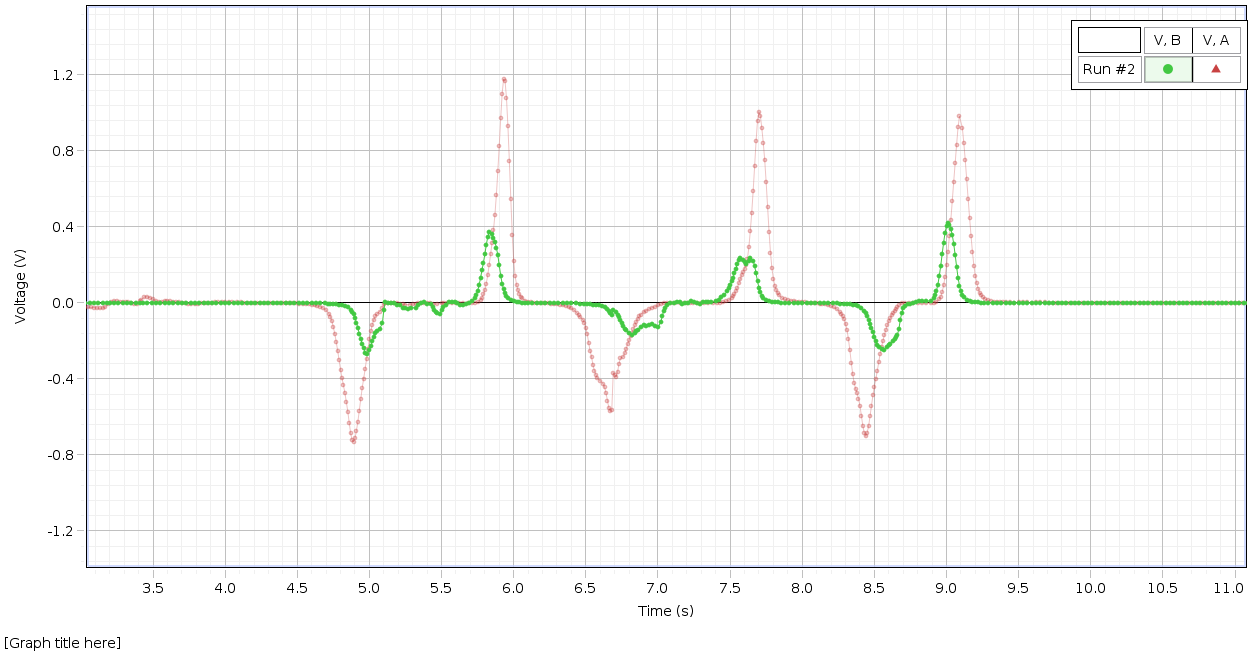 V, B V, A
Run #2
1.2
0.8
0.4
0.0
-0.4
-0.8
-1.2
Voltage (V)
3.5 4.0 4.5 5.0 5.5 6.0 6.5 7.0 7.5 8.0 8.5 9.0 9.5 10.0 10.5 11.0
Time (s)
[Graph title here]